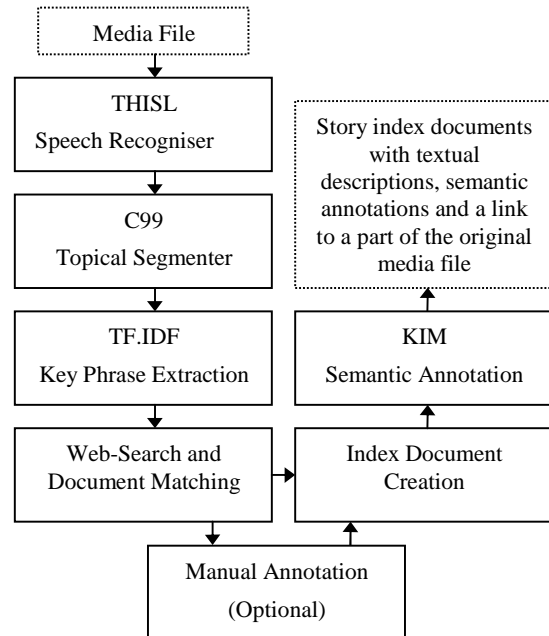 Media File
THISL
Speech Recogniser
C99
Topical Segmenter
TF.IDF
Key Phrase Extraction
Web-Search and
Document Matching
Manual Annotation
(Optional)
Index Document
Creation
KIM
Semantic Annotation
Story index documents
with textual
descriptions, semantic
annotations and a link
to a part of the original
media file